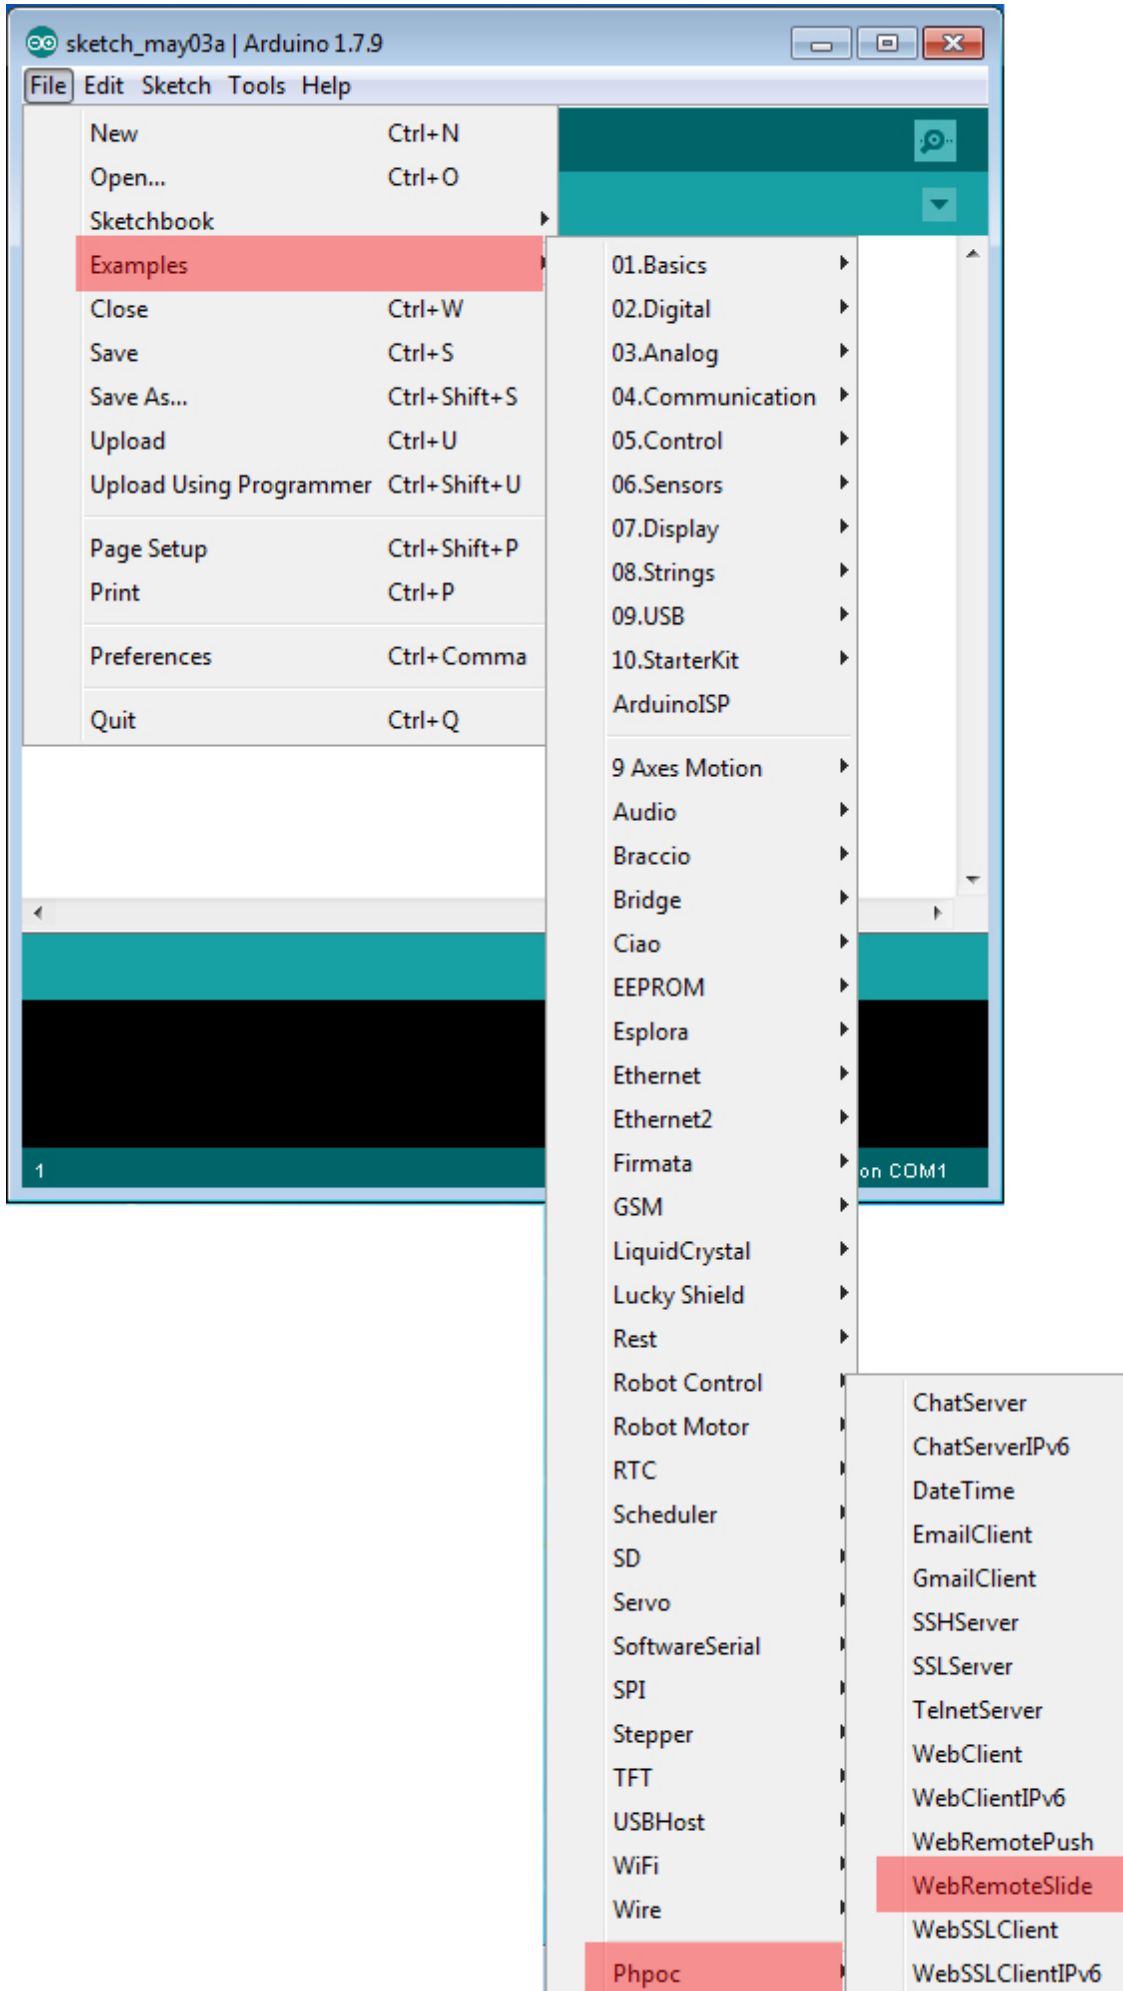 sketch_may03a | Arduino 1.7.9
File Edit Sketch Tools Help
New Ctrl+N
Open... Ctrl+O
Sketchbook
Examples
Close Ctrl+W
Save Ctrl+S
Save As... Ctrl+Shift+S
Upload Ctrl+U
Upload Using Programmer Ctrl+Shift+U
Page Setup Ctrl+Shift+P
Print Ctrl+P
Preferences Ctrl+Comma
Quit Ctrl+Q
01.Basics
02.Digital
03.Analog
04.Communication
05.Control
06.Sensors
07.Display
08.Strings
09.USB
10.StarterKit
ArduinoISP
9 Axes Motion
Audio
Braccio
Bridge
Ciao
EEPROM
Esplora
Ethernet
Ethernet2
Firmata
GSM
LiquidCrystal
Lucky Shield
Rest
Robot Control
Robot Motor
RTC
Scheduler
SD
Servo
SoftwareSerial
SPI
Stepper
TFT
USBHost
WiFi
Wire
Phpoc
ChatServer
ChatServerIPv6
DateTime
EmailClient
GmailClient
SSHServer
SSLServer
TelnetServer
WebClient
WebClientIPv6
WebRemotePush
WebRemoteSlide
WebSSLClient
WebSSLClientIPv6
1 on COM1